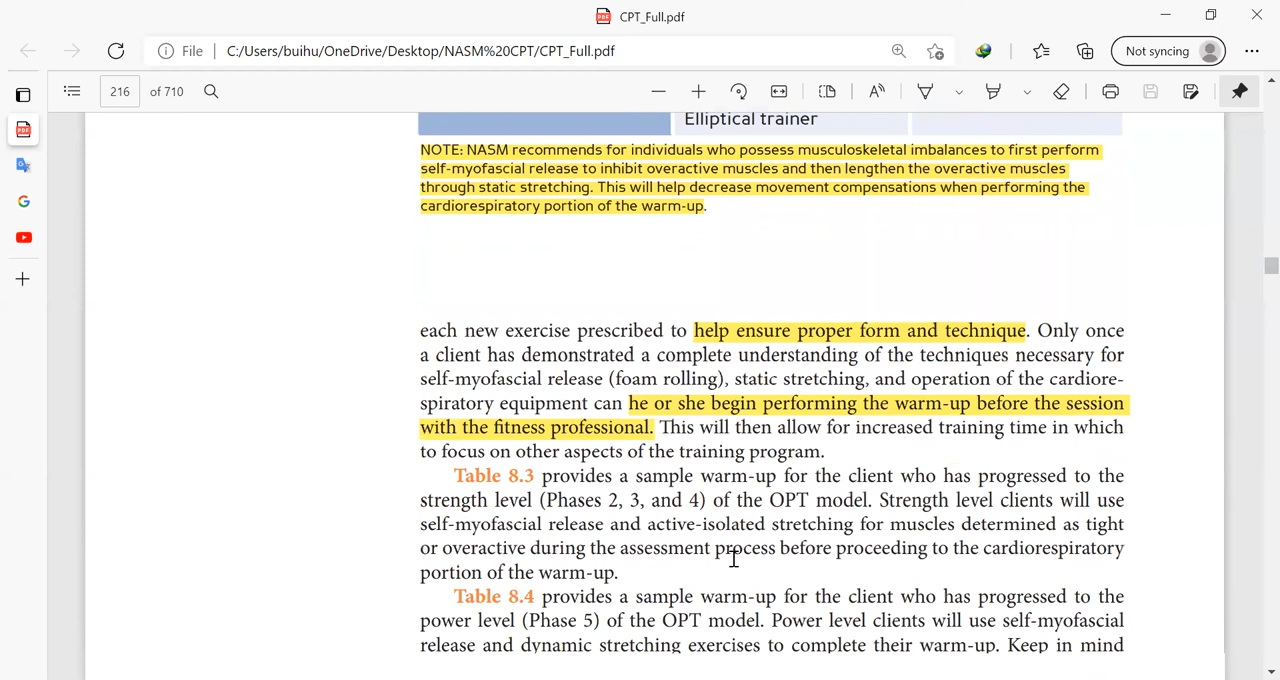 CPT_Full.pdf
File
C:/Users/buihu/OneDrive/Desktop/NASM%20CPT/CPT_Full.pdf
Not syncing
216 of 710
Elliptical trainer
NOTE: NASM recommends for individuals who possess musculoskeletal imbalances to first perform
self-myofascial release to inhibit overactive muscles and then lengthen the overactive muscles
through static stretching. This will help decrease movement compensations when performing the
cardiorespiratory portion of the warm-up.
each new exercise prescribed to help ensure proper form and technique. Only once
a client has demonstrated a complete understanding of the techniques necessary for
self-myofascial release (foam rolling), static stretching, and operation of the cardiore-
spiratory equipment can he or she begin performing the warm-up before the session
with the fitness professional. This will then allow for increased training time in which
to focus on other aspects of the training program.
Table 8.3 provides a sample warm-up for the client who has progressed to the
strength level (Phases 2, 3, and 4) of the OPT model. Strength level clients will use
self-myofascial release and active-isolated stretching for muscles determined as tight
or overactive during the assessment process before proceeding to the cardiorespiratory
portion of the warm-up.
Table 8.4 provides a sample warm-up for the client who has progressed to the
power level (Phase 5) of the OPT model. Power level clients will use self-myofascial
release and dynamic stretching exercises to complete their warm-up. Keep in mind